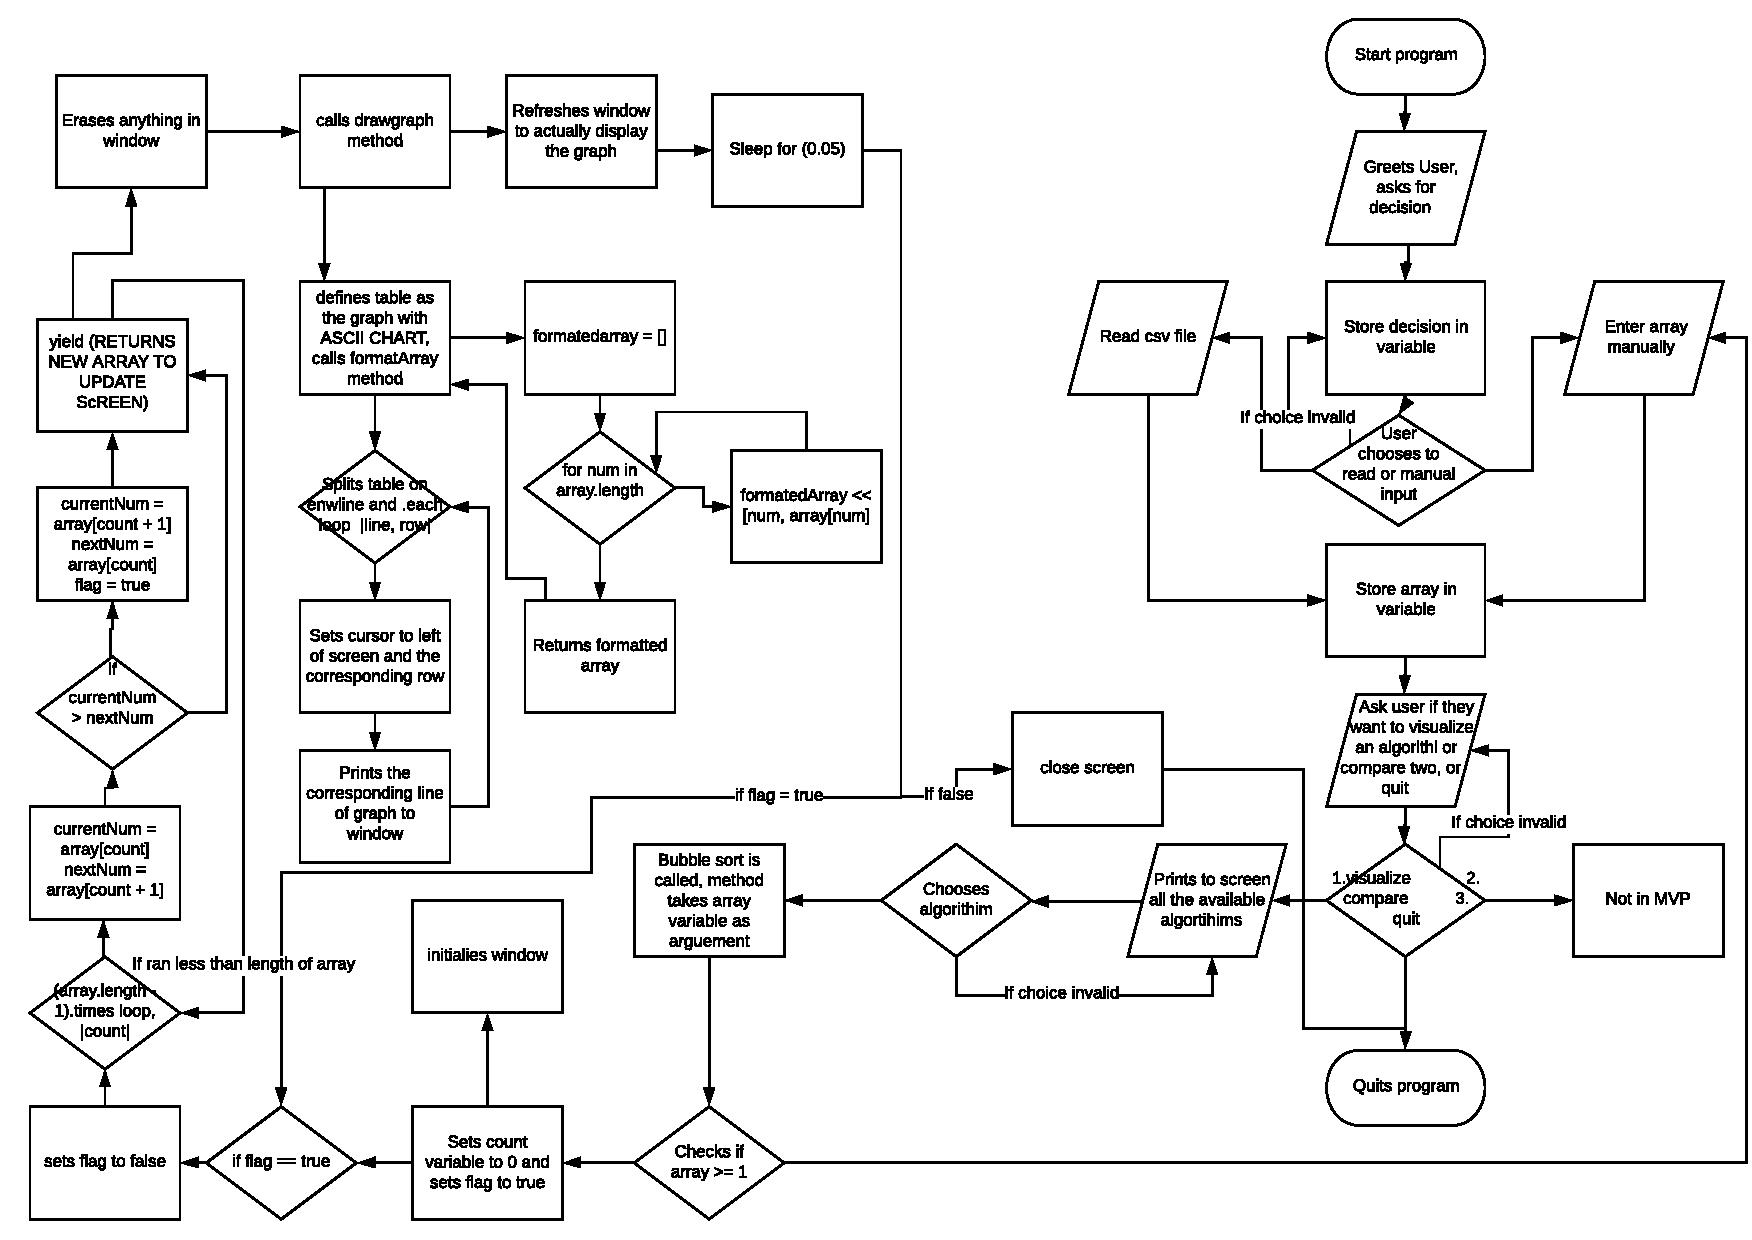 Start program
Greets User,
asks for
decision
Erases anything in
window
calls drawgraph
method
Refreshes window
to actually display
the graph
Sleep for (0.05)
Read csv file
Store decision in
variable
Enter array
manually
If choice invalid
User
chooses to
read or manual
input
defines table as
the graph with
ASCII CHART,
calls formatArray
method
formatedarray = []
yield (RETURNS
NEW ARRAY TO
UPDATE
ScREEN)
for num in
array.length
formatedArray <<
[num, array[num]
Splits table on
enwline and .each
loop |line, row|
currentNum =
array[count + 1]
nextNum =
array[count]
flag = true
Store array in
variable
Sets cursor to left
of screen and the
corresponding row
Returns formatted
array
if
currentNum
> nextNum
Ask user if they
want to visualize
an algorithi or
compare two, or
quit
close screen
Prints the
corresponding line
of graph to
window
if flag = true
If false
If choice invalid
currentNum =
array[count]
nextNum =
array[count + 1]
Bubble sort is
called, method
takes array
variable as
arguement
Chooses
algorithim
Prints to screen
all the available
algortihims
1.visualize 2.
compare 3.
quit
Not in MVP
initialies window
If ran less than length of array
(array.length -
1).times loop,
|count|
If choice invalid
Quits program
sets flag to false
if flag == true
Sets count
variable to 0 and
sets flag to true
Checks if
array >= 1